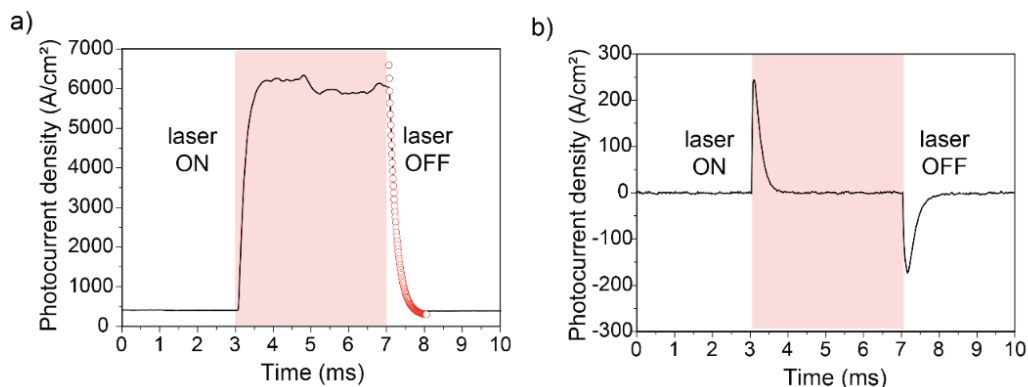 a)
Photocurrent density (A/cm²)
7000
6000
5000
4000
3000
2000
1000
0
laser
ON
laser
OFF
0 1 2 3 4 5 6 7 8 9 10
Time (ms)
b)
Photocurrent density (A/cm²)
300
200
100
0
-100
-200
-300
laser
ON
laser
OFF
0 1 2 3 4 5 6 7 8 9 10
Time (ms)